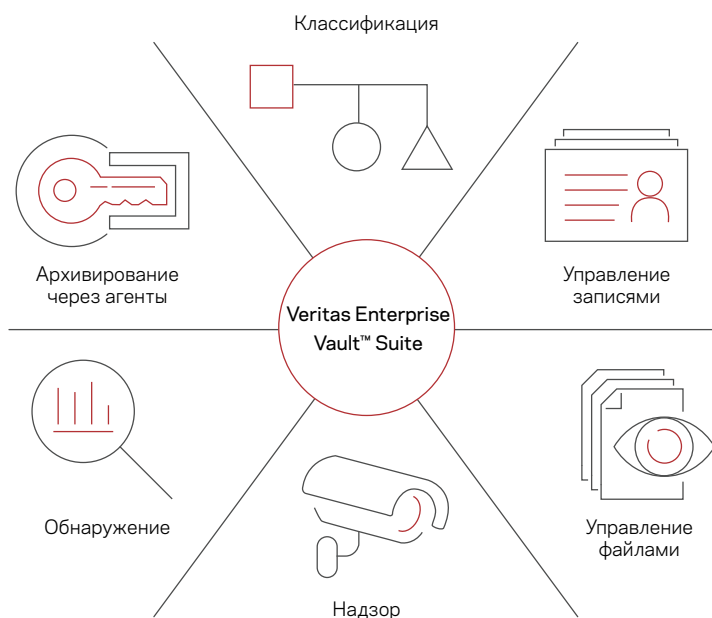 Классификация
Архивирование
через агенты
Управление
записями
Veritas Enterprise
Vault™ Suite
Обнаружение
Управление
файлами
Надзор